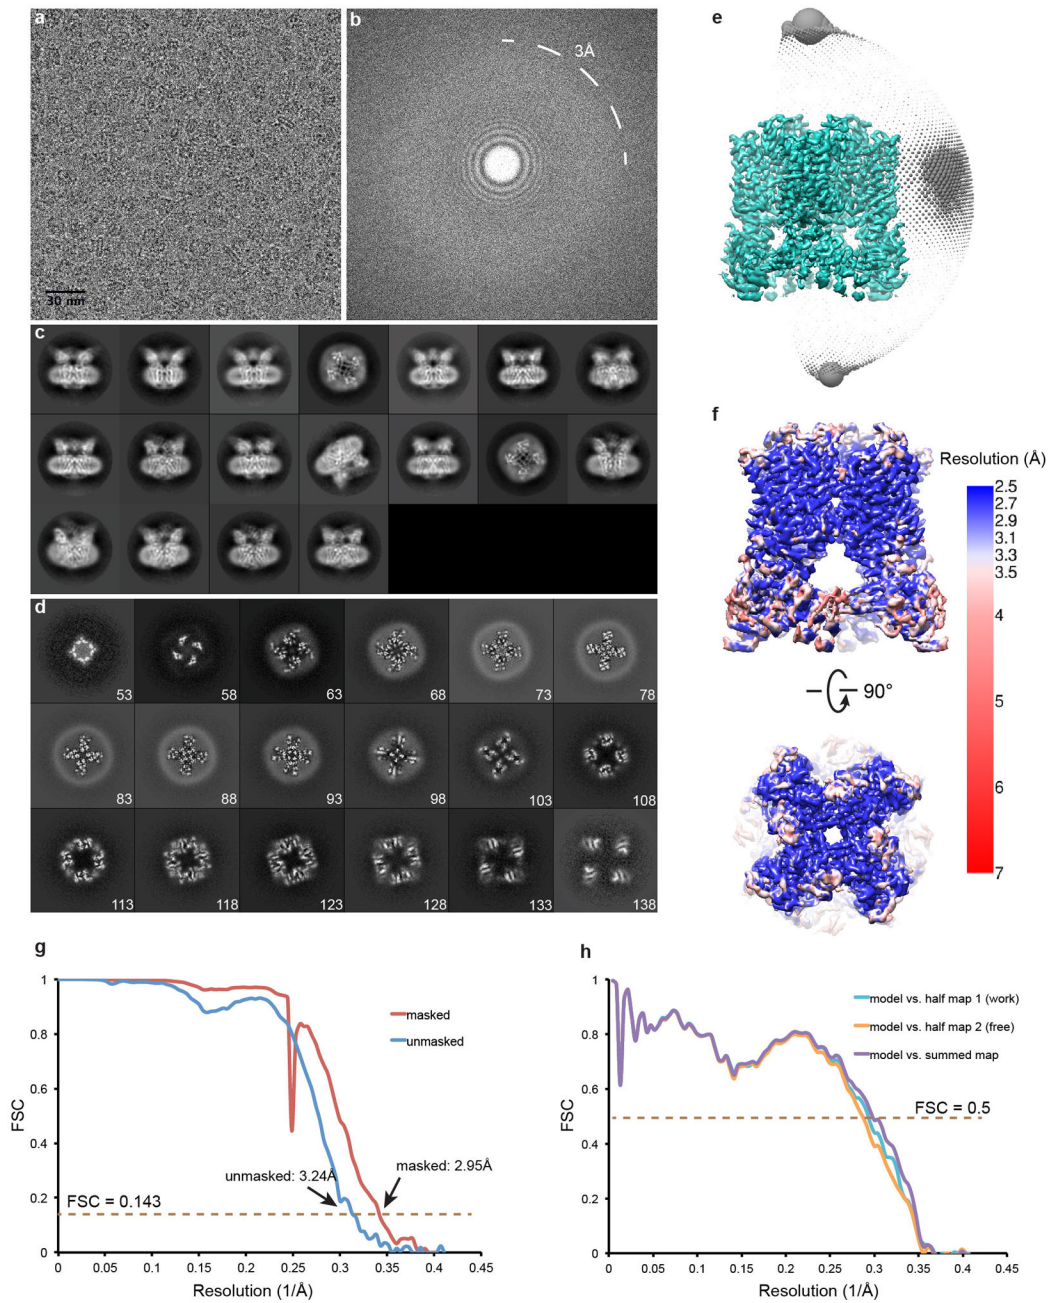 a
b
3Å
30 nm
c
d
53
58
63
68
73
78
83
88
93
98
103
108
113
118
123
128
133
138
e
f
Resolution (Å)
2.5
2.7
2.9
3.1
3.3
3.5
4
5
6
7
90°
g
1
0.8
0.6
0.4
0.2
0
FSC
masked
unmasked
unmasked: 3.24Å
masked: 2.95Å
FSC = 0.143
0
0.05
0.1
0.15
0.2
0.25
0.3
0.35
0.4
0.45
Resolution (1/Å)
h
1
0.8
0.6
0.4
0.2
0
FSC
model vs. half map 1 (work)
model vs. half map 2 (free)
model vs. summed map
FSC = 0.5
0
0.05
0.1
0.15
0.2
0.25
0.3
0.35
0.4
0.45
Resolution (1/Å)